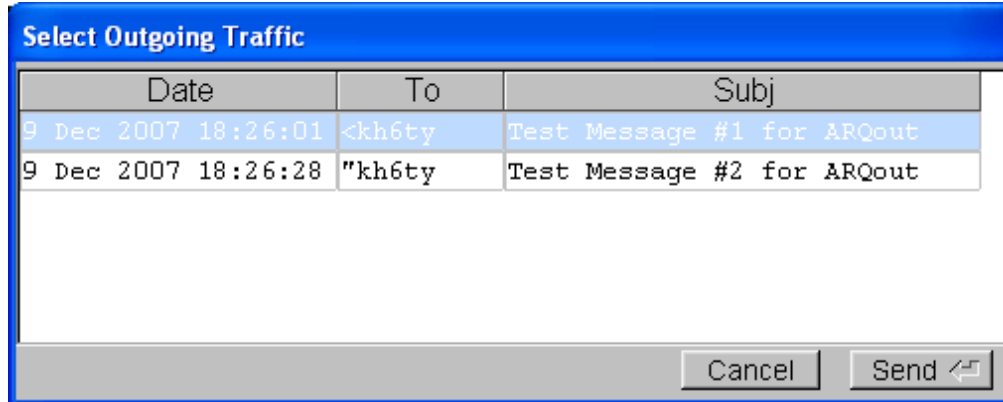 Select Outgoing Traffic
Date To Subj
9 Dec 2007 18:26:01 <kh6ty Test Message #1 for ARQout
9 Dec 2007 18:26:28 "kh6ty Test Message #2 for ARQout
Cancel Send